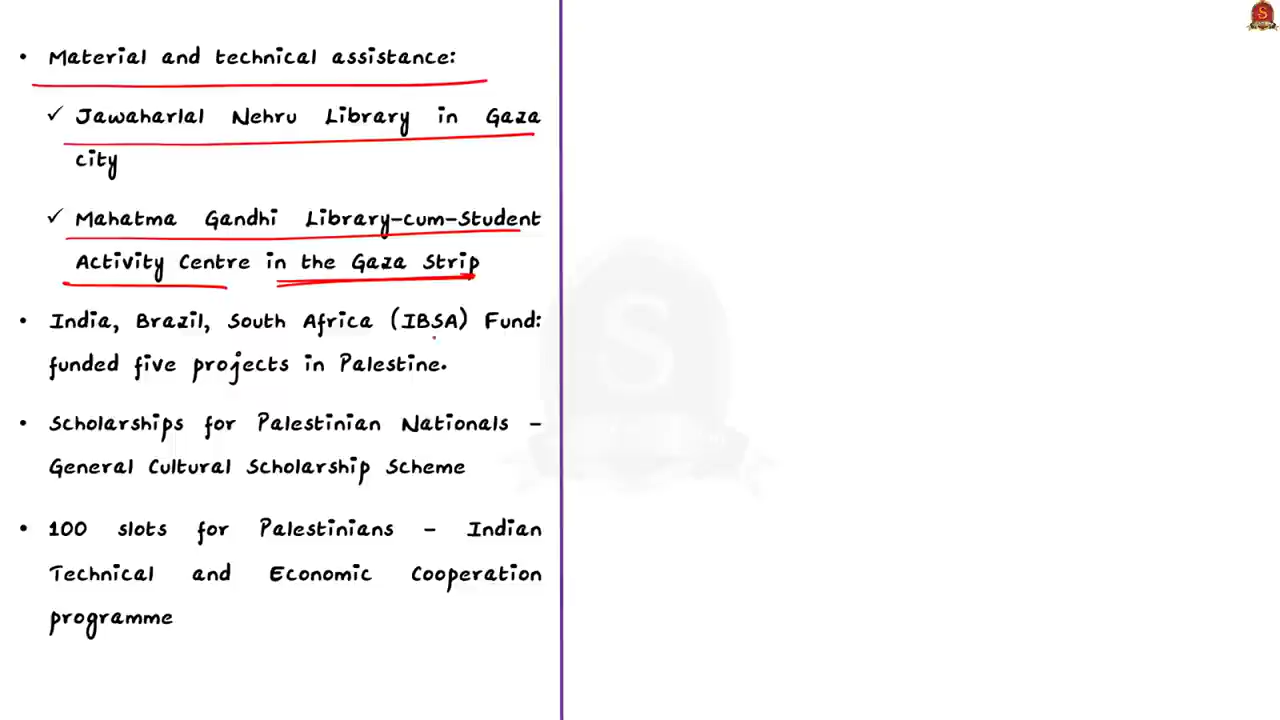 • Material and technical assistance:
✓ Jawaharlal Nehru Library in Gaza
city
✓ Mahatma Gandhi Library-cum-Student
Activity Centre in the Gaza Strip
• India, Brazil, South Africa (IBSA) Fund:
funded five projects in Palestine.
• Scholarships for Palestinian Nationals -
General Cultural Scholarship Scheme
• 100 slots for Palestinians - Indian
Technical and Economic Cooperation
programme